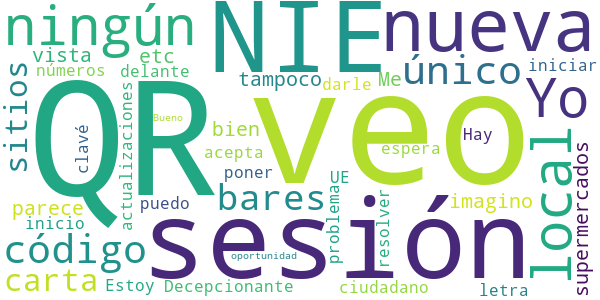 ningún
NIE
nueva
vista
etc
números
delante
tampoco
darle
Me
único
iniciar
sitios
QR
veo
Yo
actualizaciones
Bueno
clavé
bien
acepta
espera
Hay
local
supermercados
poner
UE
problema
resolver
parece
puedo
bares
imagino
inicio
sesión
código
oportunidad
carta
Estoy
Decepcionante
ciudadano
letra